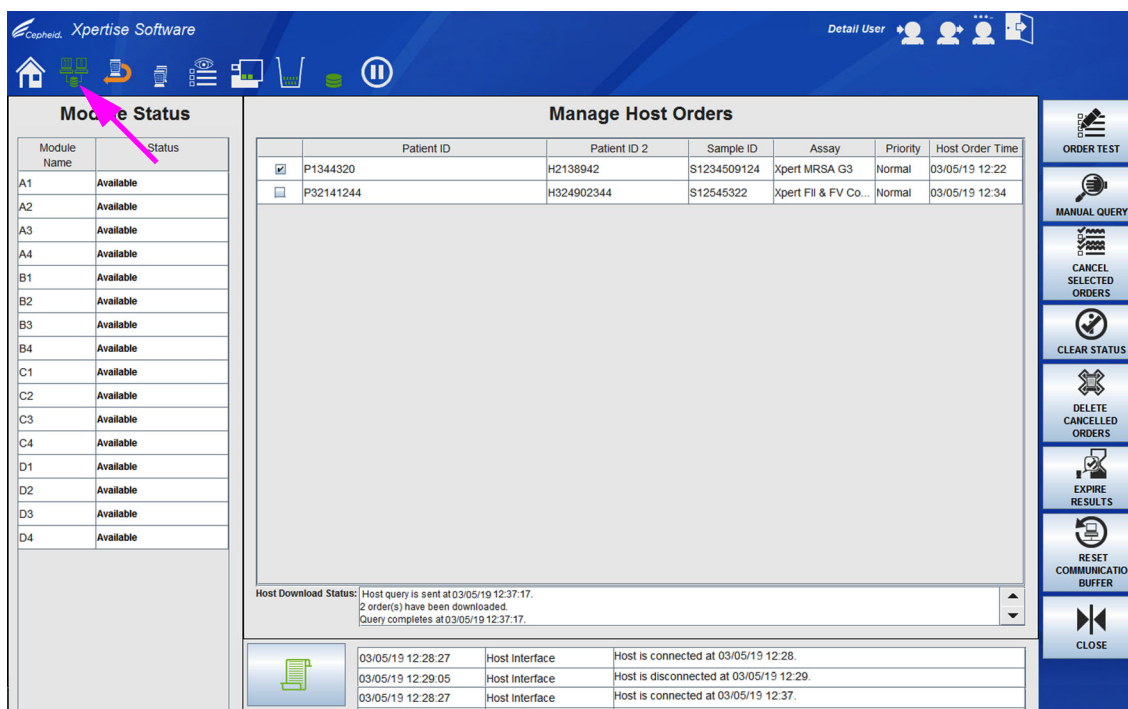 Cepheid. Xpertise Software
Detail User
Status
Module Name
Status
A1 Available
A2 Available
A3 Available
A4 Available
B1 Available
B2 Available
B3 Available
B4 Available
C1 Available
C2 Available
C3 Available
C4 Available
D1 Available
D2 Available
D3 Available
D4 Available
Manage Host Orders
Patient ID Patient ID 2 Sample ID Assay Priority Host Order Time
P1344320 H2138942 S1234509124 Xpert MRSA G3 Normal 03/05/19 12:22
P32141244 H324902344 S12545322 Xpert FII & FV Co... Normal 03/05/19 12:34
Host Download Status: Host query is sent at 03/05/19 12:37:17.
2 order(s) have been downloaded.
Query completes at 03/05/19 12:37:17.
03/05/19 12:28:27 Host Interface Host is connected at 03/05/19 12:28.
03/05/19 12:29:05 Host Interface Host is disconnected at 03/05/19 12:29.
03/05/19 12:28:27 Host Interface Host is connected at 03/05/19 12:37.
ORDER TEST
MANUAL QUERY
CANCEL
SELECTED
ORDERS
CLEAR STATUS
DELETE
CANCELLED
ORDERS
EXPIRE
RESULTS
RESET
COMMUNICATIO
BUFFER
CLOSE